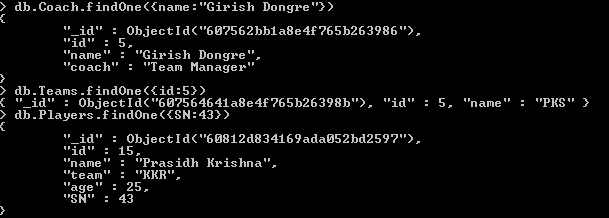 > db.Coach.findOne({name:"Girish Dongre"})
{
"_id" : ObjectId("607562bb1a8e4f765b263986"),
"id" : 5,
"name" : "Girish Dongre",
"coach" : "Team Manager"
}
> db.Teams.findOne({id:5})
{ "_id" : ObjectId("607564641a8e4f765b26398b"), "id" : 5, "name" : "PKS" }
> db.Players.findOne({SN:43})
{
"_id" : ObjectId("60812d834169ada052bd2597"),
"id" : 15,
"name" : "Prasidh Krishna",
"team" : "KKR",
"age" : 25,
"SN" : 43
}